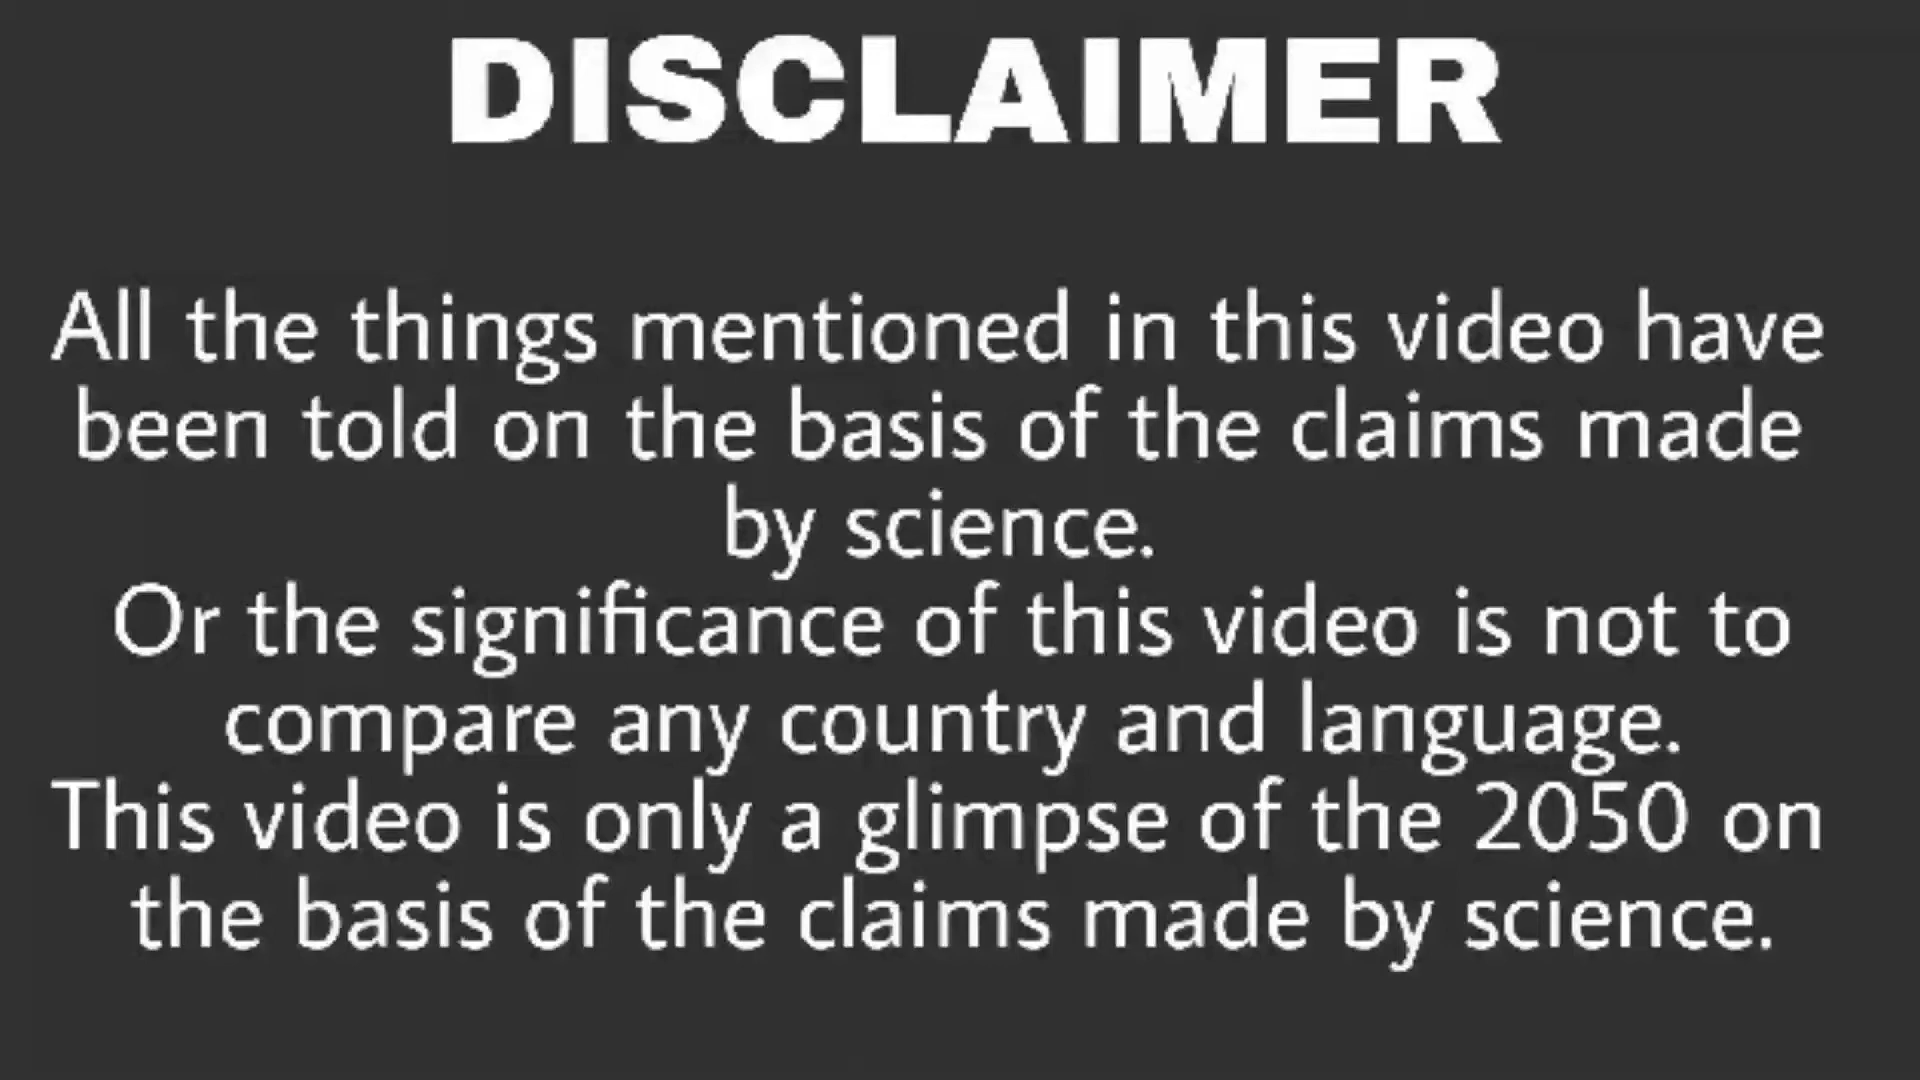 DISCLAIMER
All the things mentioned in this video have
been told on the basis of the claims made
by science.
Or the significance of this video is not to
compare any country and language.
This video is only a glimpse of the 2050 on
the basis of the claims made by science.